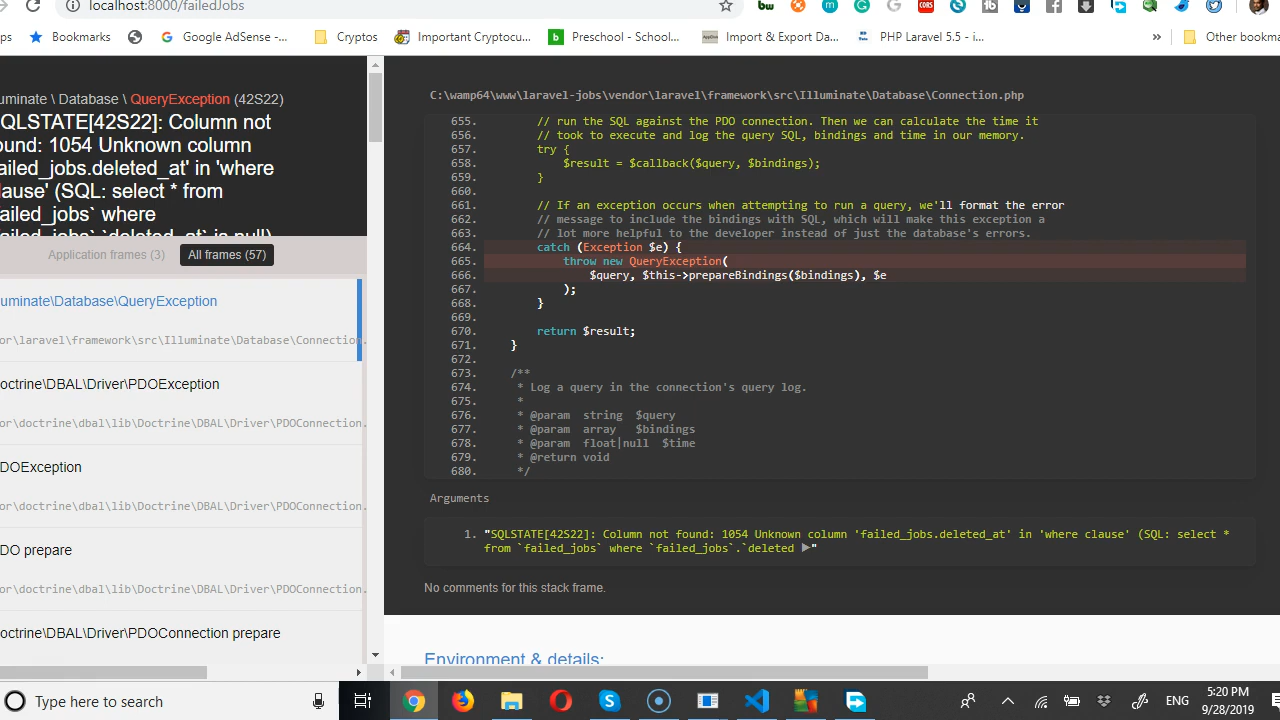 localhost:8000/failedJobs
ps
Bookmarks
Google AdSense -...
Cryptos
Important Cryptocu...
Preschool - School...
Import & Export Da...
PHP Laravel 5.5 - i...
»
Other bookma
uminate \ Database \ QueryException (42S22)
SQLSTATE[42S22]: Column not
ound: 1054 Unknown column
failed_jobs.deleted_at' in 'where
clause' (SQL: select * from
failed_jobs` where
failed_jobs`.`deleted_at` is null)
Application frames (3)
All frames (57)
uminate\Database\QueryException
or\laravel\framework\src\Illuminate\Database\Connection.
octrine\DBAL\Driver\PDOException
or\doctrine\dbal\lib\Doctrine\DBAL\Driver\PDOConnection.
DOException
or\doctrine\dbal\lib\Doctrine\DBAL\Driver\PDOConnection.
DO prepare
or\doctrine\dbal\lib\Doctrine\DBAL\Driver\PDOConnection.
octrine\DBAL\Driver\PDOConnection prepare
C:\wamp64\www\laravel-jobs\vendor\laravel\framework\src\Illuminate\Database\Connection.php
655. // run the SQL against the PDO connection. Then we can calculate the time it
656. // took to execute and log the query SQL, bindings and time in our memory.
657. try {
658. $result = $callback($query, $bindings);
659. }
660.
661. // If an exception occurs when attempting to run a query, we'll format the error
662. // message to include the bindings with SQL, which will make this exception a
663. // lot more helpful to the developer instead of just the database's errors.
664. catch (Exception $e) {
665. throw new QueryException(
666. $query, $this->prepareBindings($bindings), $e
667. );
668. }
669.
670. return $result;
671. }
672.
673. /**
674. * Log a query in the connection's query log.
675. *
676. * @param string $query
677. * @param array $bindings
678. * @param float|null $time
679. * @return void
680. */
Arguments
1. "SQLSTATE[42S22]: Column not found: 1054 Unknown column 'failed_jobs.deleted_at' in 'where clause' (SQL: select *
from `failed_jobs` where `failed_jobs`.`deleted ▶"
No comments for this stack frame.
Environment & details:
Type here to search
ENG
5:20 PM
9/28/2019